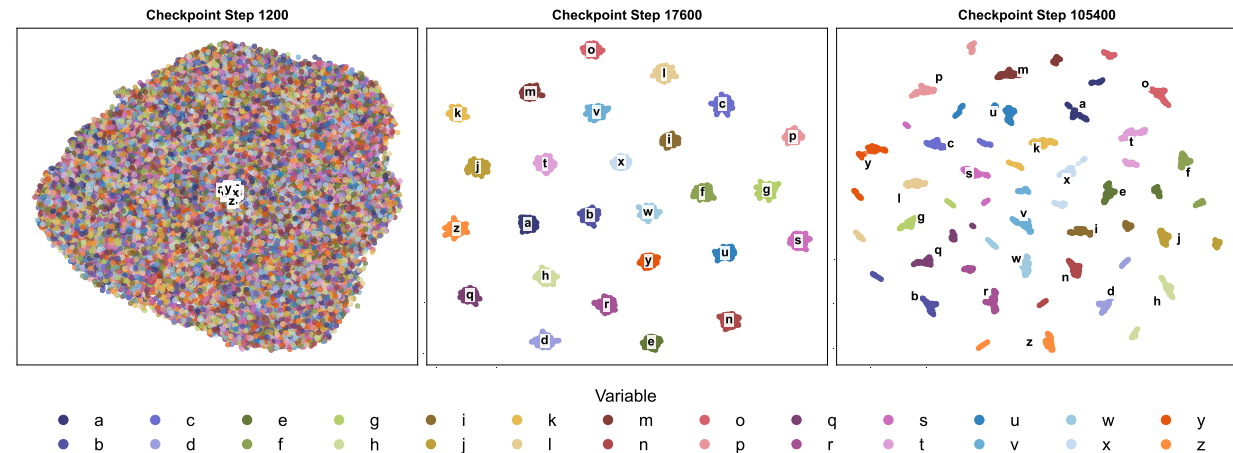 Checkpoint Step 1200
Checkpoint Step 17600
Checkpoint Step 105400
y
z
o
l
m
c
k
v
p
i
j
t
x
f
g
b
w
z
a
s
u
y
h
q
r
n
d
e
m
p
o
a
u
t
c
k
y
f
s
x
e
l
g
v
i
j
q
w
n
b
r
d
h
z
Variable
a c e g i k m o q s u w y
b d f h j l n p r t v x z